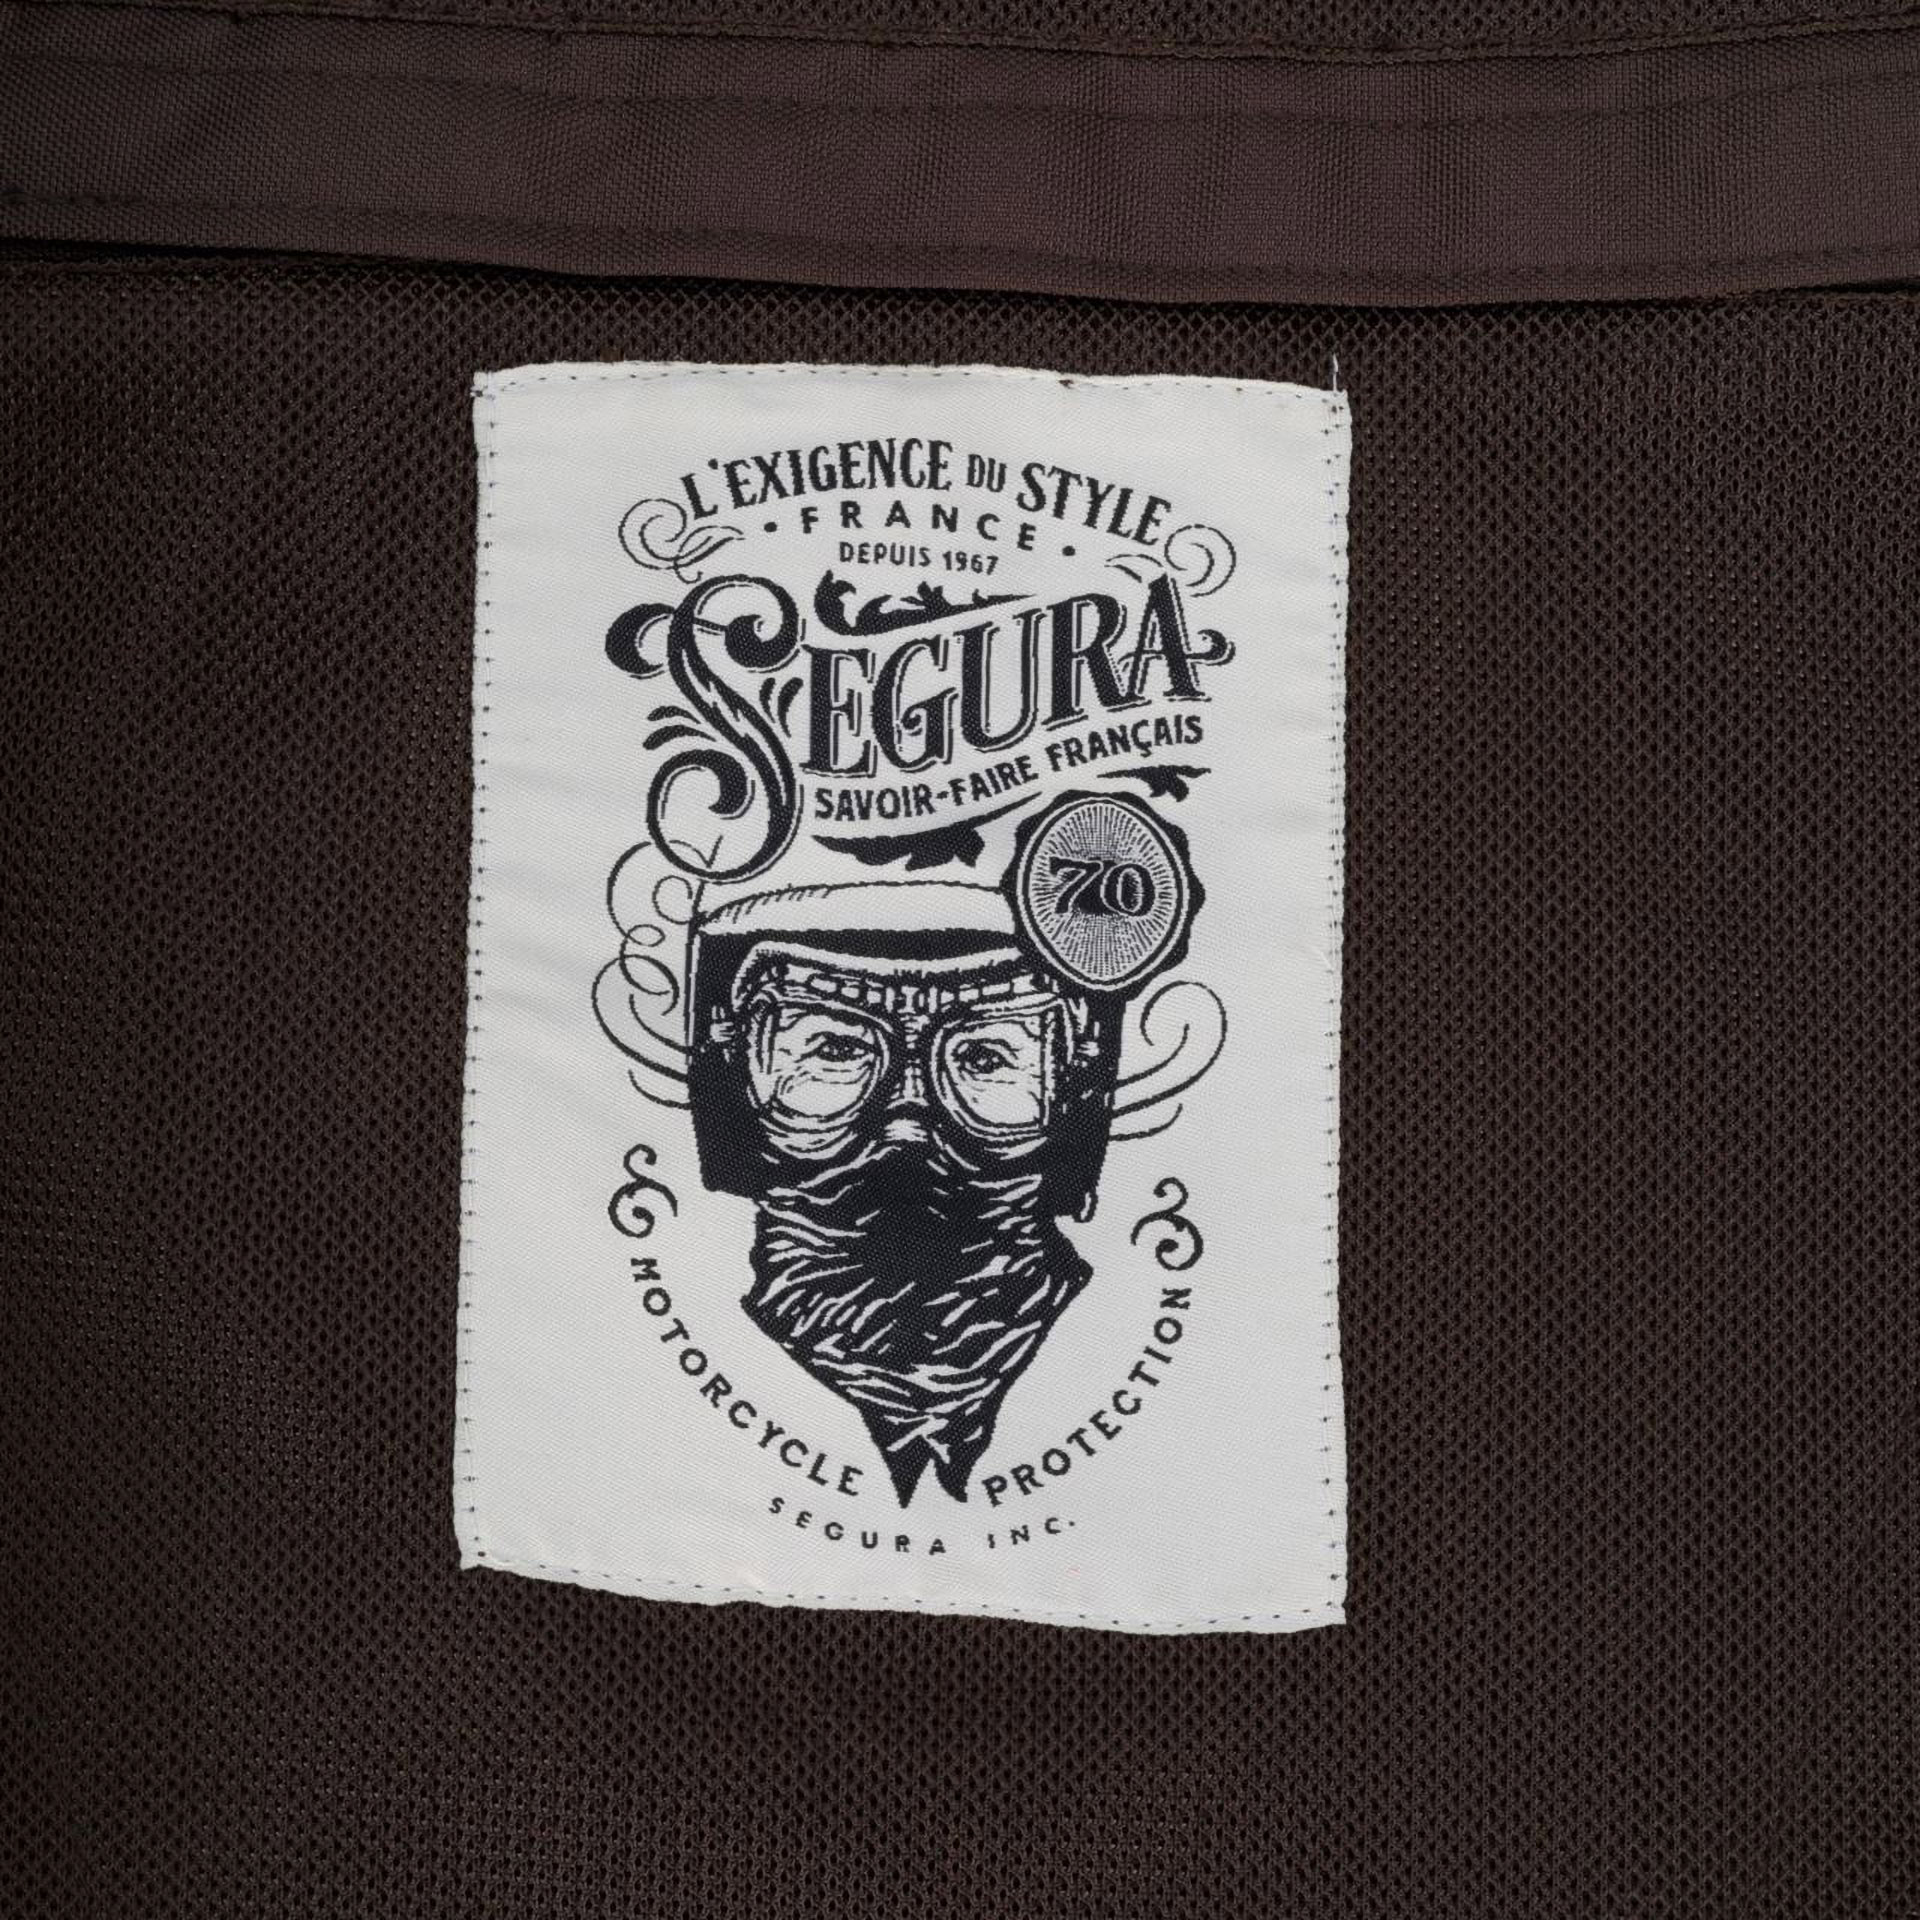 L'EXIGENCE DU STYLE
• FRANCE •
DEPUIS 1967
SEGURA
SAVOIR-FAIRE FRANÇAIS
70
MOTORCYCLE PROTECTION
SEGURA INC.